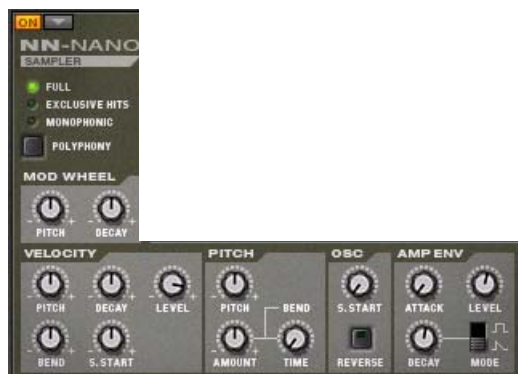 ON
NN-NANO
SAMPLER
FULL
EXCLUSIVE HITS
MONOPHONIC
POLYPHONY
MOD WHEEL
PITCH DECAY
VELOCITY PITCH OSC AMP ENV
PITCH DECAY LEVEL PITCH BEND S.START ATTACK LEVEL
BEND S.START AMOUNT TIME REVERSE DECAY MODE